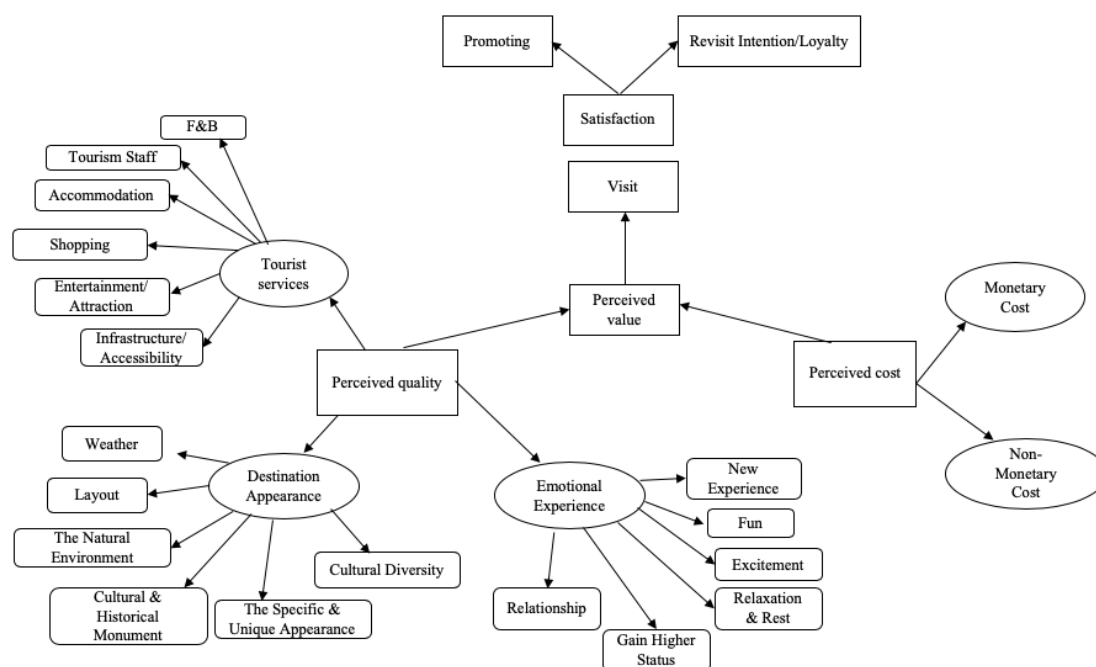 Promoting
Revisit Intention/Loyalty
Satisfaction
F&B
Tourism Staff
Visit
Accommodation
Shopping
Tourist
services
Entertainment/
Attraction
Perceived
value
Monetary
Cost
Infrastructure/
Accessibility
Perceived quality
Perceived cost
Weather
Destination
Appearance
Emotional
Experience
New
Experience
Non-
Monetary
Cost
Layout
Fun
The Natural
Environment
Cultural Diversity
Excitement
Cultural &
Historical
Monument
The Specific &
Unique Appearance
Relationship
Relaxation
& Rest
Gain Higher
Status